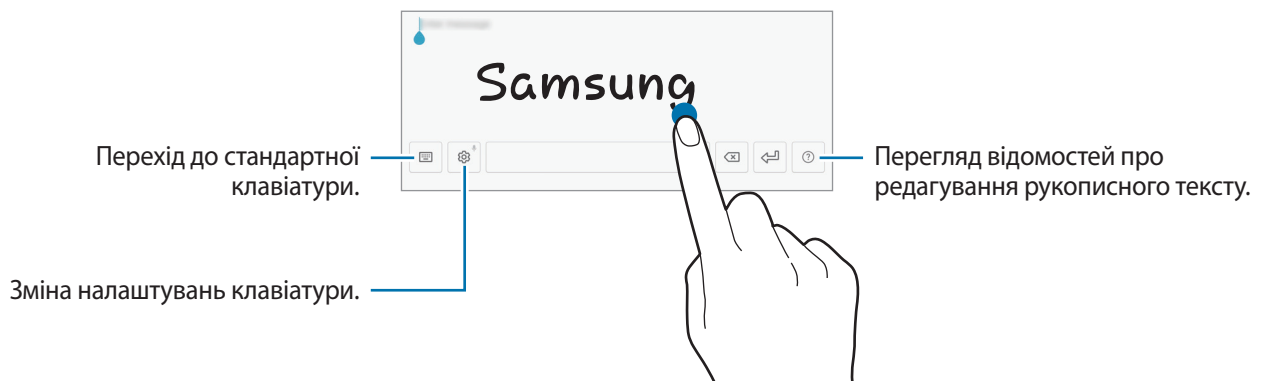 Samsung
Перехід до стандартної
клавіатури.
Перегляд відомостей про
редагування рукописного тексту.
Зміна налаштувань клавіатури.